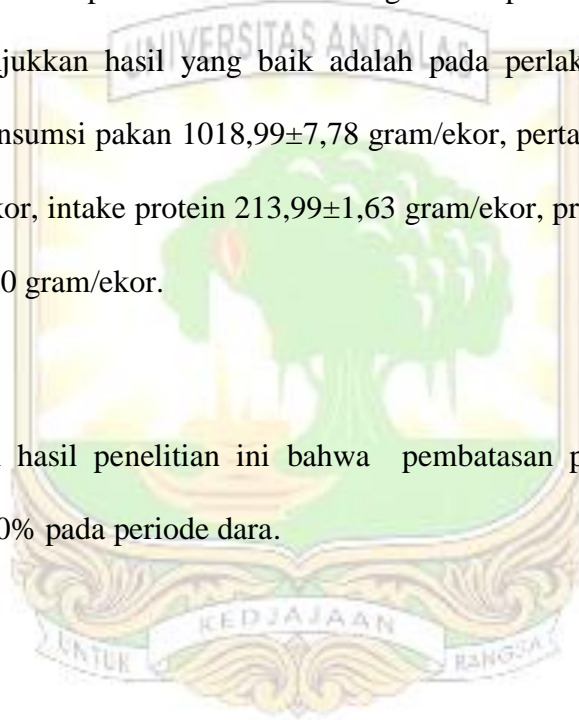 UNIVERSITAS ANDALAS
jukkan hasil yang baik adalah pada perlak
nsumsi pakan 1018,99±7,78 gram/ekor, perta
kor, intake protein 213,99±1,63 gram/ekor, pr
0 gram/ekor.
hasil penelitian ini bahwa pembatasan p
0% pada periode dara.
KEDJAJAAN
UNTUK BANGSA